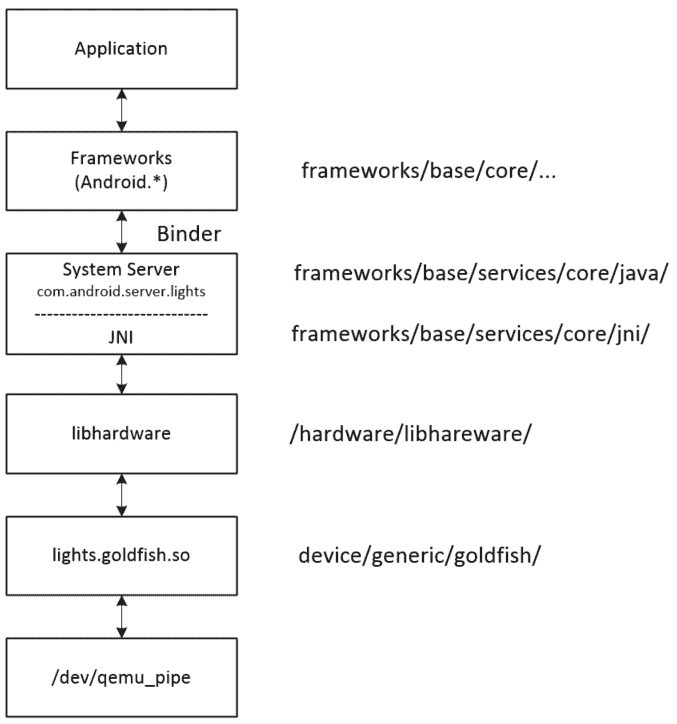 Application
Frameworks
(Android.*)
frameworks/base/core/...
Binder
System Server
com.android.server.lights
frameworks/base/services/core/java/
----------------------------
JNI
frameworks/base/services/core/jni/
libhardware
/hardware/libhareware/
lights.goldfish.so
device/generic/goldfish/
/dev/qemu_pipe